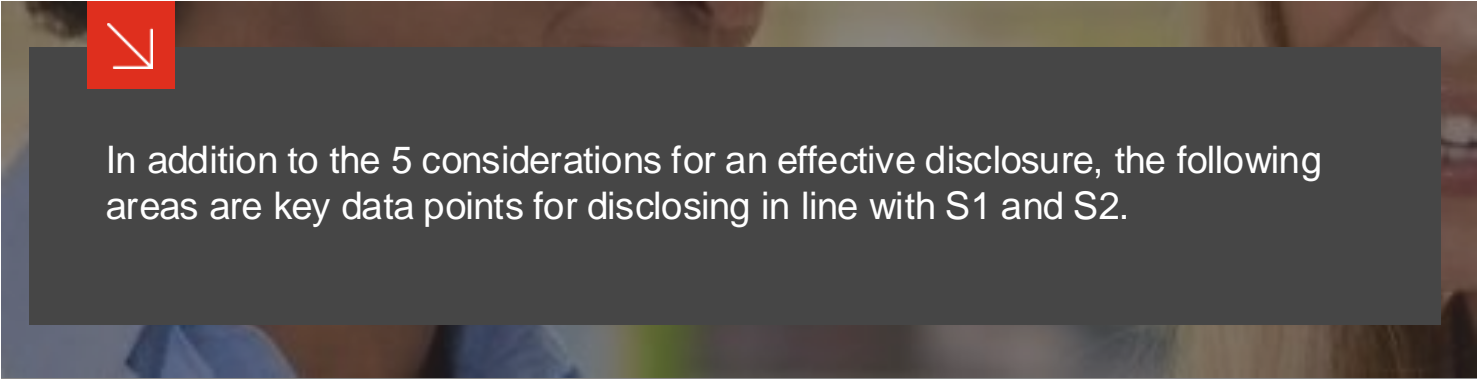 In addition to the 5 considerations for an effective disclosure, the following
areas are key data points for disclosing in line with S1 and S2.